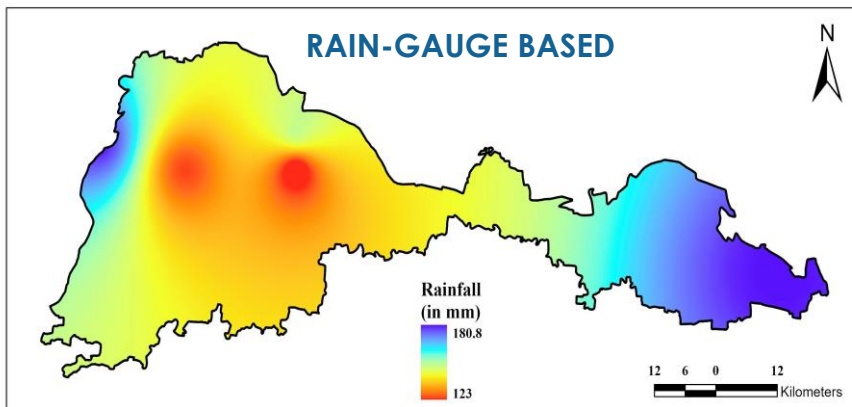 RAIN-GAUGE BASED
N
Rainfall
(in mm)
180.8
123
12 6 0 12
Kilometers